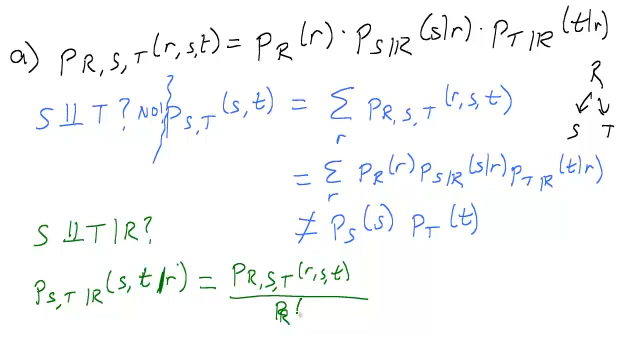 a) P_{R,S,T}(r,s,t) = P_R(r) · P_{S|R}(s|r) · P_{T|R}(t|r)
R
S T
S ⫫ T? NO! P_{S,T}(s,t) = Σ_r P_{R,S,T}(r,s,t)
= Σ_r P_R(r) P_{S|R}(s|r) P_{T|R}(t|r)
≠ P_S(s) P_T(t)
S ⫫ T|R?
P_{S,T|R}(s,t|r) = P_{R,S,T}(r,s,t)
P_R(